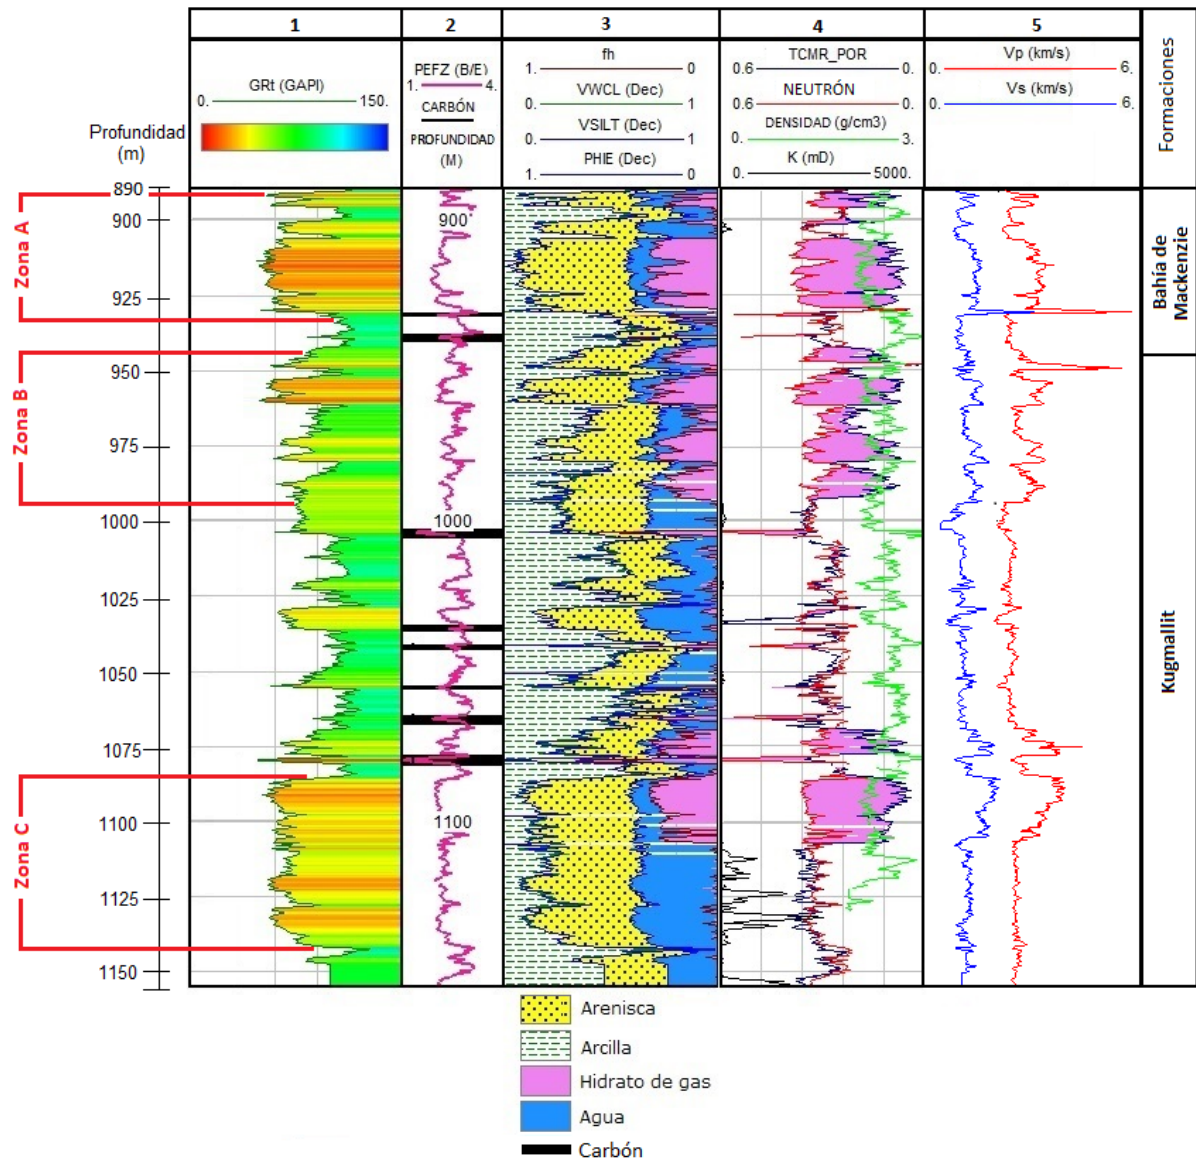 1
2
3
4
5
GRt (GAPI)
0.
150.
PEFZ (B/E)
1.
4.
CARBÓN
PROFUNDIDAD
(M)
fh
1.
0
VWCL (Dec)
0.
1
VSILT (Dec)
0.
1
PHIE (Dec)
1.
0
TCMR_POR
0.6
0.
NEUTRÓN
0.6
0.
DENSIDAD (g/cm3)
0.
3.
K (mD)
0.
5000.
Vp (km/s)
0.
6.
Vs (km/s)
0.
6.
Formaciones
Profundidad
(m)
890
900
925
950
975
1000
1025
1050
1075
1100
1125
1150
Zona A
Zona B
Zona C
900
1000
1100
Bahía de
Mackenzie
Kugmallit
Arenisca
Arcilla
Hidrato de gas
Agua
Carbón